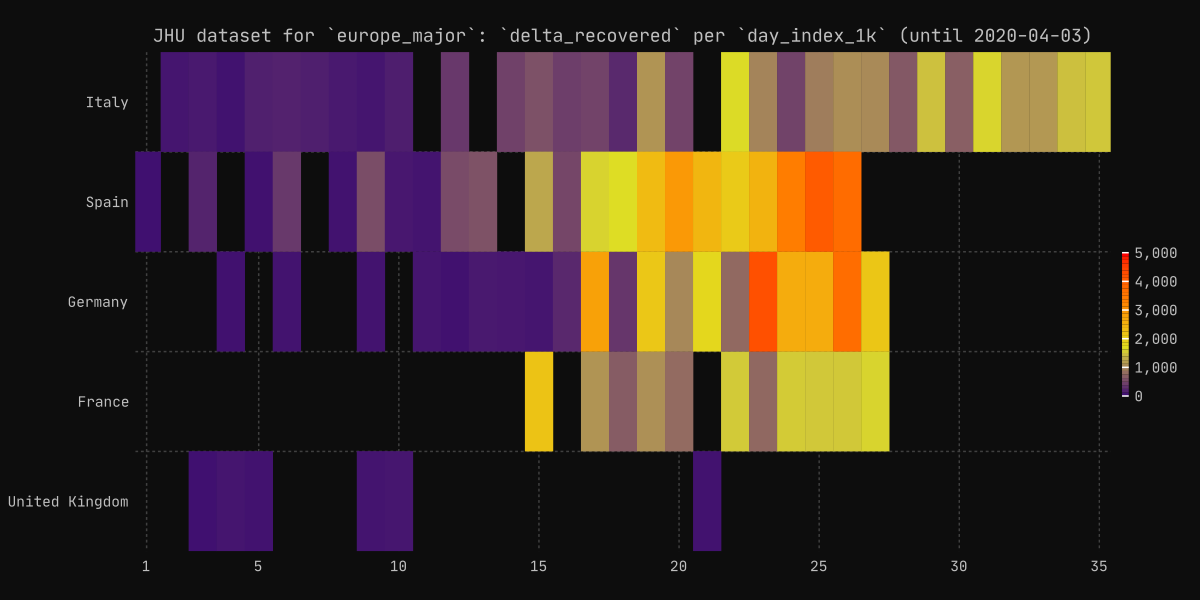 JHU dataset for `europe_major`: `delta_recovered` per `day_index_1k` (until 2020-04-03)
Italy
Spain
Germany
France
United Kingdom
1 5 10 15 20 25 30 35
5,000
4,000
3,000
2,000
1,000
0